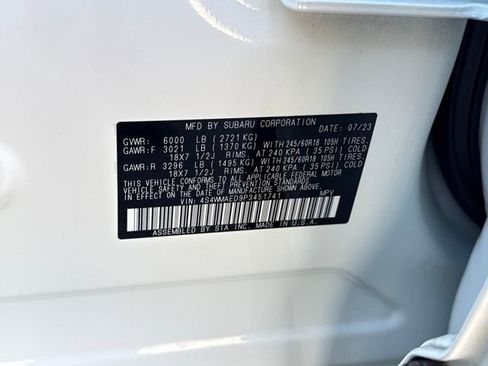 MFD BY SUBARU CORPORATION DATE: 07/23
GVWR: 6000 LB ( 2721 KG)
GAWR:F 3021 LB ( 1370 KG) WITH 245/60R18 105H TIRES,
18X7 1/2J RIMS, AT 240 KPA ( 35 PSI) COLD
GAWR:R 3296 LB ( 1495 KG) WITH 245/60R18 105H TIRES,
18X7 1/2J RIMS, AT 240 KPA ( 35 PSI) COLD
THIS VEHICLE CONFORMS TO ALL APPLICABLE FEDERAL MOTOR
VEHICLE SAFETY AND THEFT PREVENTION STANDARDS
IN EFFECT ON THE DATE OF MANUFACTURE SHOWN ABOVE.
VIN: 4S4WMAED9P3451741 MPV
ASSEMBLED BY SIA INC. MADE IN U.S.A.